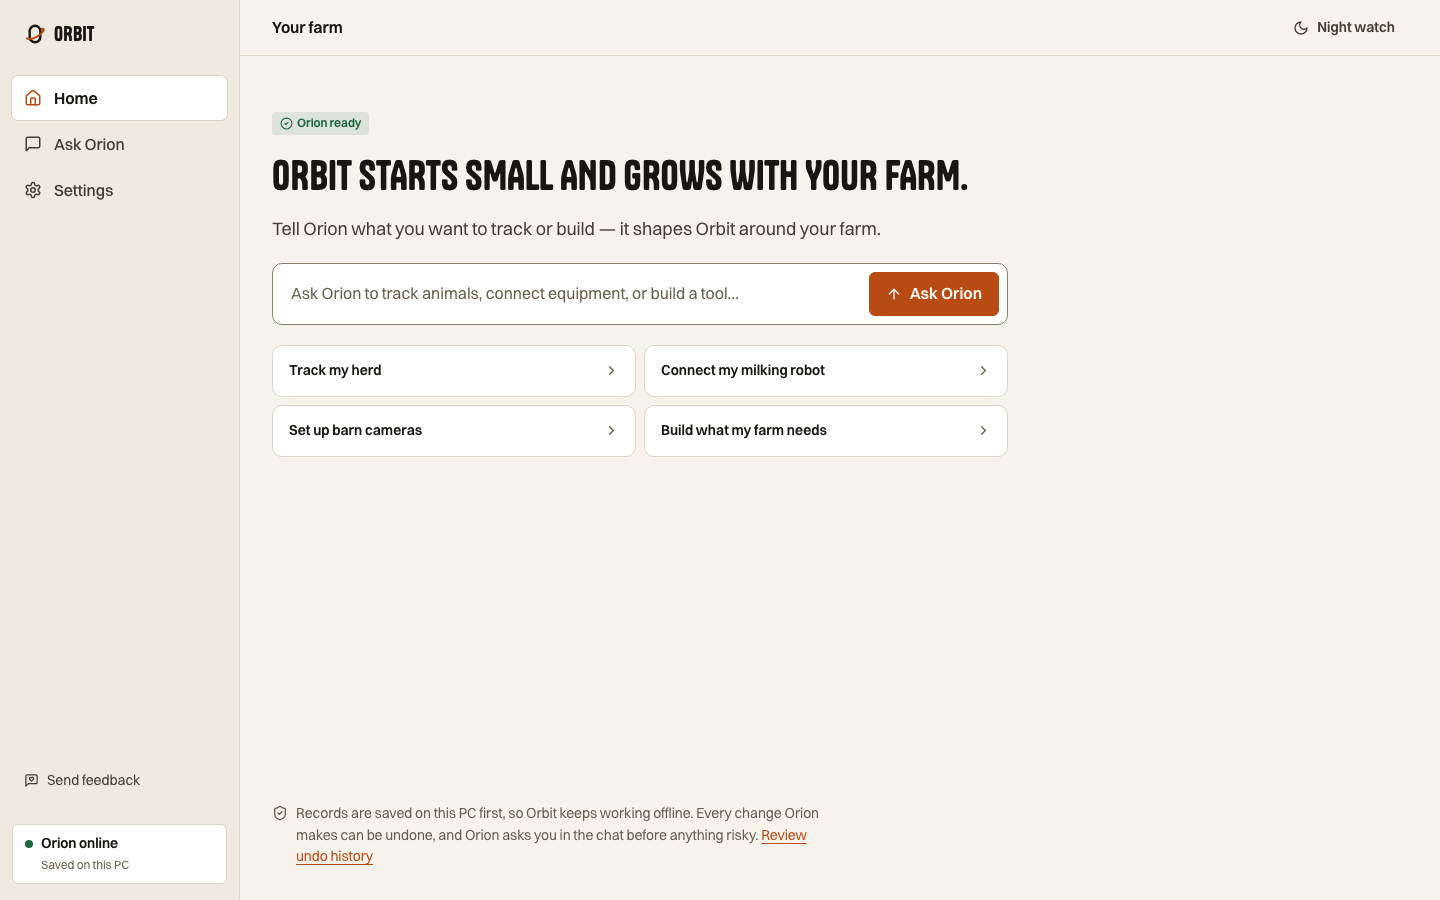 ORBIT
Home
Ask Orion
Settings
Send feedback
Orion online
Saved on this PC
Your farm
Night watch
Orion ready
ORBIT STARTS SMALL AND GROWS WITH YOUR FARM.
Tell Orion what you want to track or build — it shapes Orbit around your farm.
Ask Orion to track animals, connect equipment, or build a tool...
Ask Orion
Track my herd
Connect my milking robot
Set up barn cameras
Build what my farm needs
Records are saved on this PC first, so Orbit keeps working offline. Every change Orion
makes can be undone, and Orion asks you in the chat before anything risky. Review
undo history